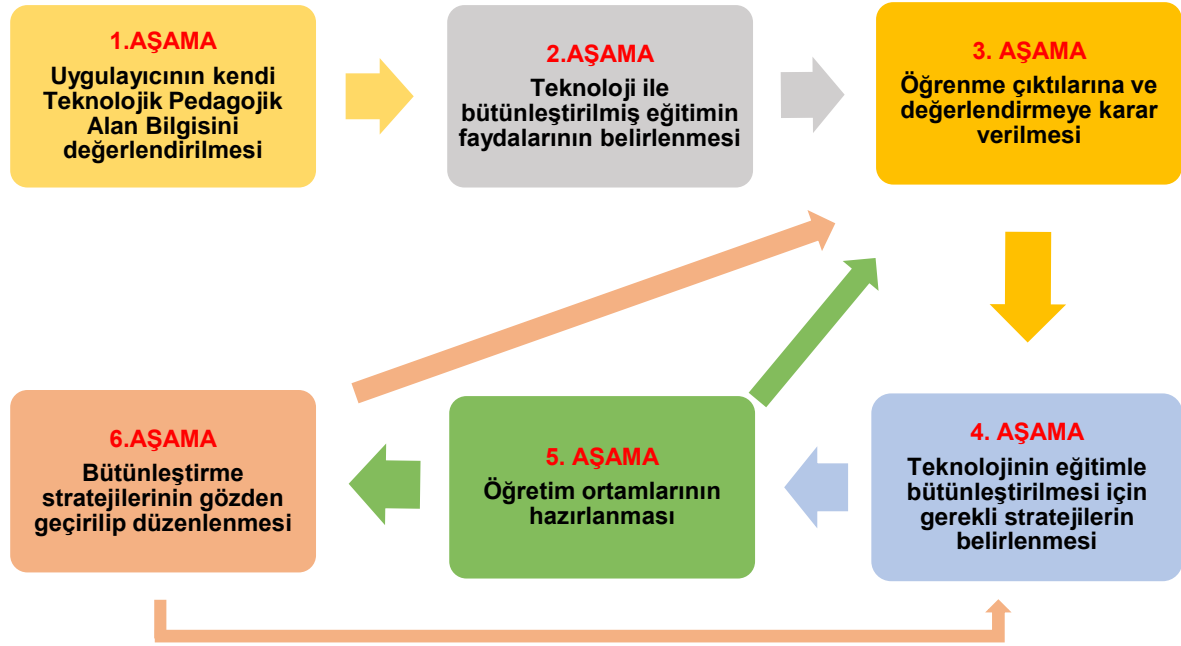 1.AŞAMA
Uygulayıcının kendi
Teknolojik Pedagojik
Alan Bilgisini
değerlendirilmesi
2.AŞAMA
Teknoloji ile
bütünleştirilmiş eğitimin
faydalarının belirlenmesi
3. AŞAMA
Öğrenme çıktılarına ve
değerlendirmeye karar
verilmesi
4. AŞAMA
Teknolojinin eğitimle
bütünleştirilmesi için
gerekli stratejilerin
belirlenmesi
5. AŞAMA
Öğretim ortamlarının
hazırlanması
6.AŞAMA
Bütünleştirme
stratejilerinin gözden
geçirilip düzenlenmesi